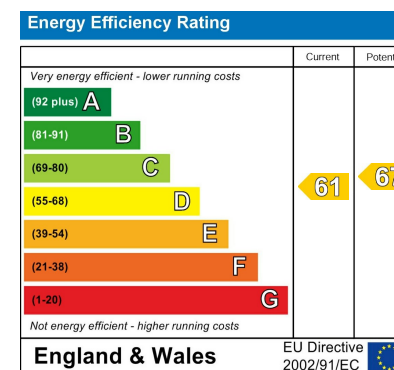 Energy Efficiency Rating
Current Potent
Very energy efficient - lower running costs
(92 plus) A
(81-91) B
(69-80) C
(55-68) D
61 67
(39-54) E
(21-38) F
(1-20) G
Not energy efficient - higher running costs
England & Wales
EU Directive
2002/91/EC